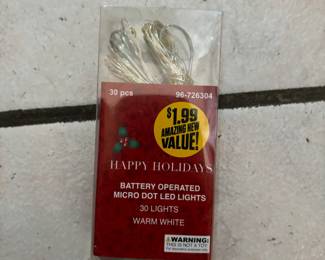 30 pcs
96-726304
$1.99
AMAZING NEW
VALUE!
HAPPY HOLIDAYS
BATTERY OPERATED
MICRO DOT LED LIGHTS
30 LIGHTS
WARM WHITE
WARNING:
THIS IS NOT A TOY